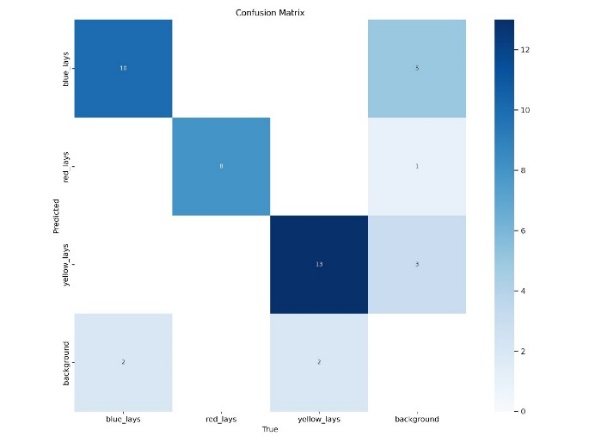 Confusion Matrix
blue_lays
10
5
red_lays
8
1
yellow_lays
13
3
background
2
2
Predicted
blue_lays
red_lays
yellow_lays
background
True
12
10
8
6
4
2
0